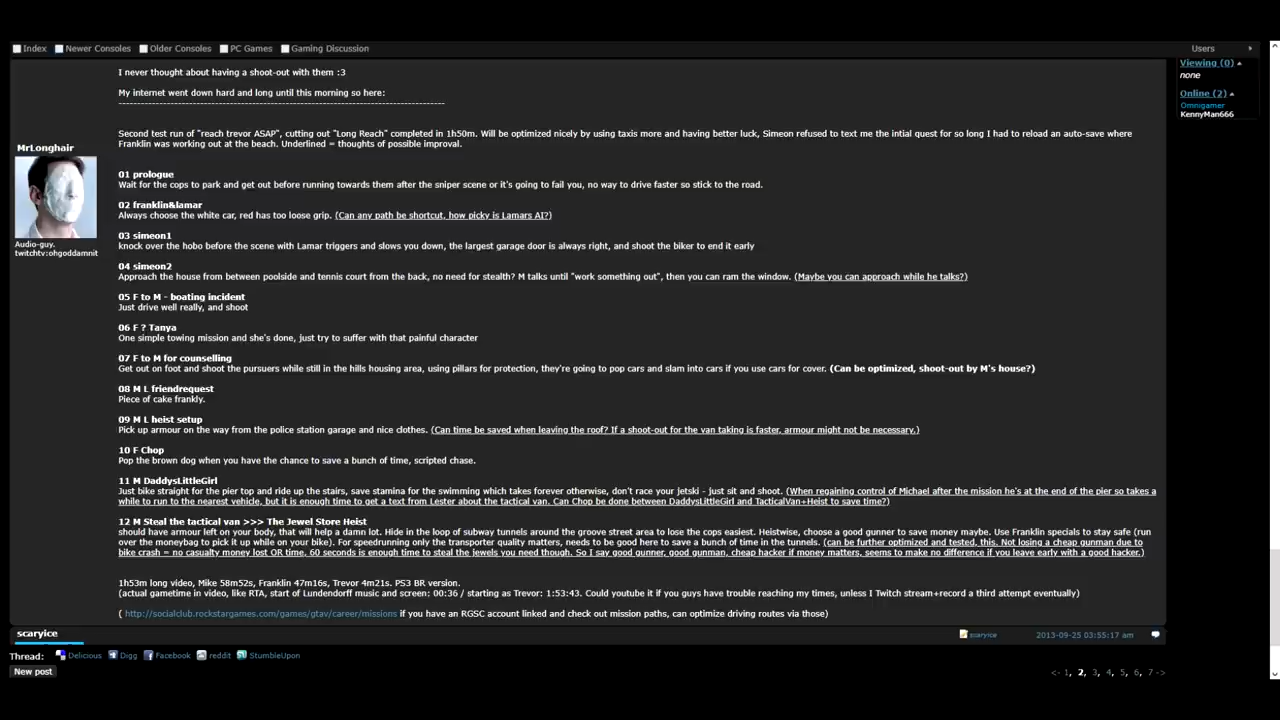 Index Newer Consoles Older Consoles PC Games Gaming Discussion Users
Viewing (0)
none
Online (2)
Omnigamer
KennyMan666
MrLonghair
Audio-guy.
twitchtv:ohgoddamnit
I never thought about having a shoot-out with them :3
My internet went down hard and long until this morning so here:
----------------------------------------------------------------------------------------
Second test run of "reach trevor ASAP", cutting out "Long Reach" completed in 1h50m. Will be optimized nicely by using taxis more and having better luck, Simeon refused to text me the intial quest for so long I had to reload an auto-save where
Franklin was working out at the beach. Underlined = thoughts of possible improval.
01 prologue
Wait for the cops to park and get out before running towards them after the sniper scene or it's going to fail you, no way to drive faster so stick to the road.
02 franklin&lamar
Always choose the white car, red has too loose grip. (Can any path be shortcut, how picky is Lamars AI?)
03 simeon1
knock over the hobo before the scene with Lamar triggers and slows you down, the largest garage door is always right, and shoot the biker to end it early
04 simeon2
Approach the house from between poolside and tennis court from the back, no need for stealth? M talks until "work something out", then you can ram the window. (Maybe you can approach while he talks?)
05 F to M - boating incident
Just drive well really, and shoot
06 F ? Tanya
One simple towing mission and she's done, just try to suffer with that painful character
07 F to M for counselling
Get out on foot and shoot the pursuers while still in the hills housing area, using pillars for protection, they're going to pop cars and slam into cars if you use cars for cover. (Can be optimized, shoot-out by M's house?)
08 M L friendrequest
Piece of cake frankly.
09 M L heist setup
Pick up armour on the way from the police station garage and nice clothes. (Can time be saved when leaving the roof? If a shoot-out for the van taking is faster, armour might not be necessary.)
10 F Chop
Pop the brown dog when you have the chance to save a bunch of time, scripted chase.
11 M DaddysLittleGirl
Just bike straight for the pier top and ride up the stairs, save stamina for the swimming which takes forever otherwise, don't race your jetski - just sit and shoot. (When regaining control of Michael after the mission he's at the end of the pier so takes a
while to run to the nearest vehicle, but it is enough time to get a text from Lester about the tactical van. Can Chop be done between DaddysLittleGirl and TacticalVan+Heist to save time?)
12 M Steal the tactical van >>> The Jewel Store Heist
should have armour left on your body, that will help a damn lot. Hide in the loop of subway tunnels around the groove street area to lose the cops easiest. Heistwise, choose a good gunner to save money maybe. Use Franklin specials to stay safe (run
over the moneybag to pick it up while on your bike). For speedrunning only the transporter quality matters, needs to be good here to save a bunch of time in the tunnels. (can be further optimized and tested, this. Not losing a cheap gunman due to
bike crash = no casualty money lost OR time, 60 seconds is enough time to steal the jewels you need though. So I say good gunner, good gunman, cheap hacker if money matters, seems to make no difference if you leave early with a good hacker.)
1h53m long video, Mike 58m52s, Franklin 47m16s, Trevor 4m21s. PS3 BR version.
(actual gametime in video, like RTA, start of Lundendorff music and screen: 00:36 / starting as Trevor: 1:53:43. Could youtube it if you guys have trouble reaching my times, unless I Twitch stream+record a third attempt eventually)
( http://socialclub.rockstargames.com/games/gtav/career/missions if you have an RGSC account linked and check out mission paths, can optimize driving routes via those)
scaryice scaryice 2013-09-25 03:55:17 am
Thread: Delicious Digg Facebook reddit StumbleUpon
New post <- 1, 2, 3, 4, 5, 6, 7 ->